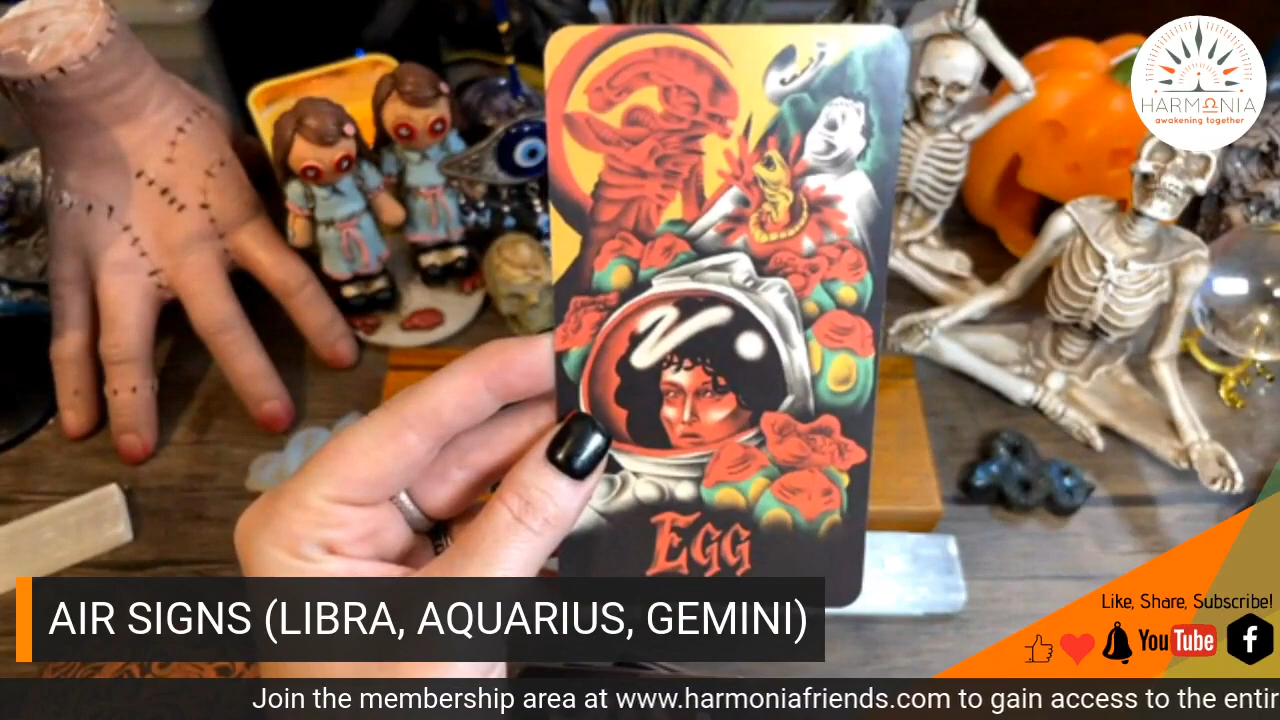 HARMΩNIA
awakening together
EGG
AIR SIGNS (LIBRA, AQUARIUS, GEMINI)
Like, Share, Subscribe!
YouTube
f
Join the membership area at www.harmoniafriends.com to gain access to the entir